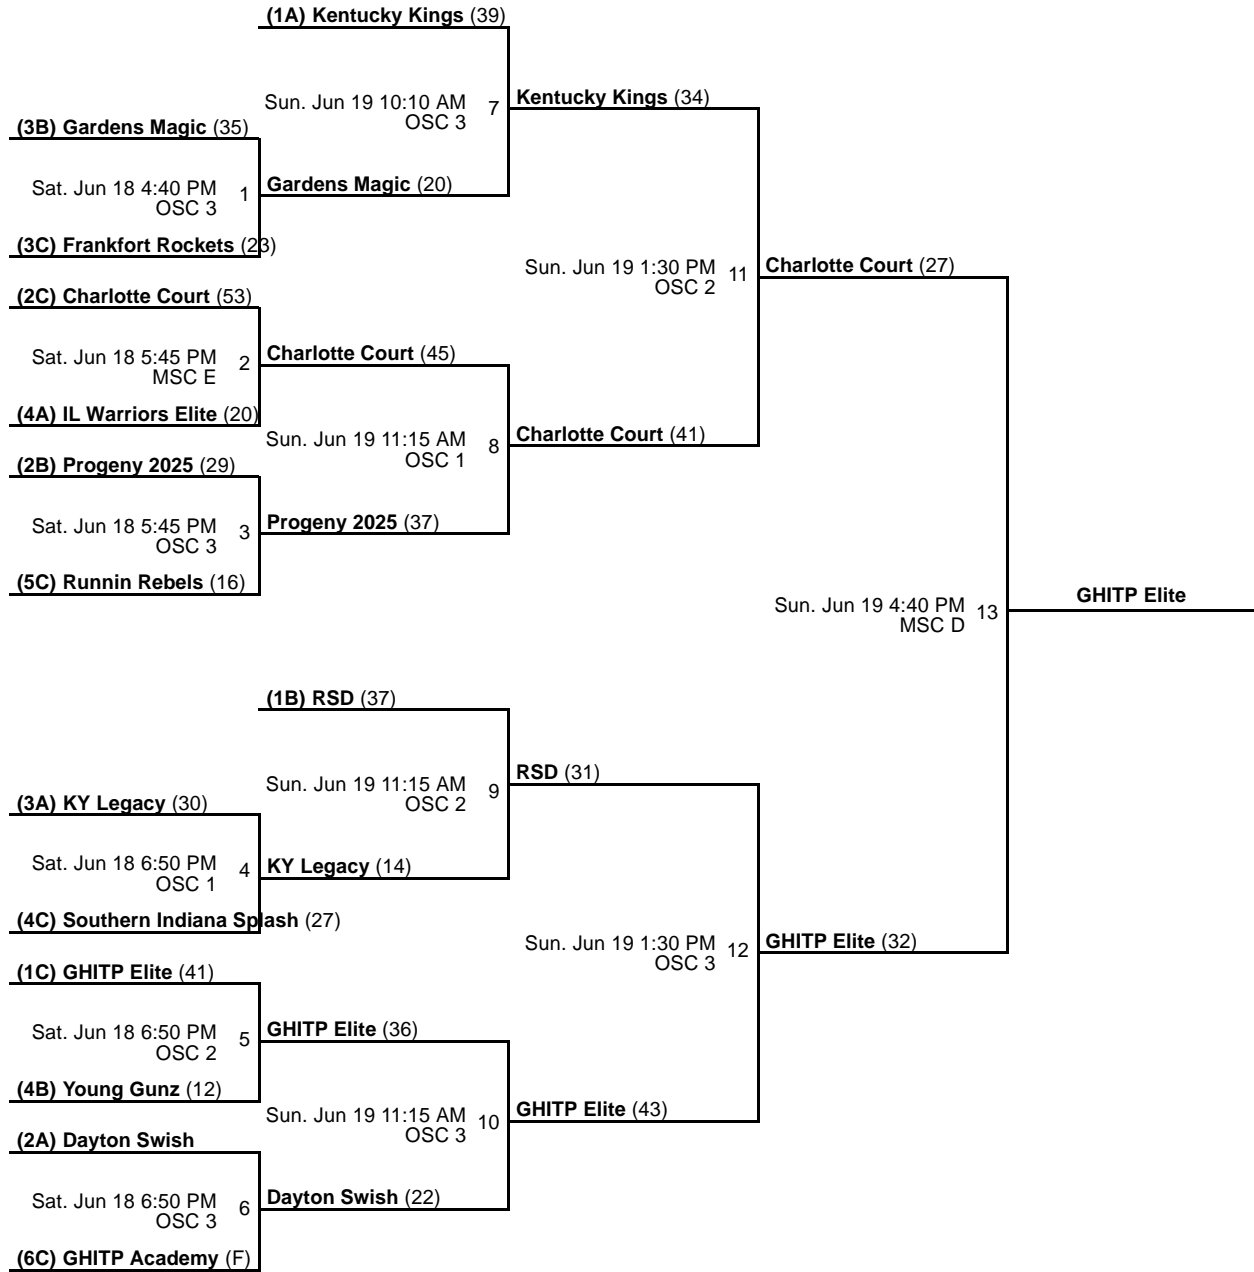 (1A) Kentucky Kings (39)
Sun. Jun 19 10:10 AM
OSC 3
7
Kentucky Kings (34)
(3B) Gardens Magic (35)
Sat. Jun 18 4:40 PM
OSC 3
1
Gardens Magic (20)
(3C) Frankfort Rockets (23)
Sun. Jun 19 1:30 PM
OSC 2
11
Charlotte Court (27)
(2C) Charlotte Court (53)
Sat. Jun 18 5:45 PM
MSC E
2
Charlotte Court (45)
(4A) IL Warriors Elite (20)
Sun. Jun 19 11:15 AM
OSC 1
8
Charlotte Court (41)
(2B) Progeny 2025 (29)
Sat. Jun 18 5:45 PM
OSC 3
3
Progeny 2025 (37)
(5C) Runnin Rebels (16)
Sun. Jun 19 4:40 PM
MSC D
13
GHITP Elite
(1B) RSD (37)
Sun. Jun 19 11:15 AM
OSC 2
9
RSD (31)
(3A) KY Legacy (30)
Sat. Jun 18 6:50 PM
OSC 1
4
KY Legacy (14)
(4C) Southern Indiana Splash (27)
Sun. Jun 19 1:30 PM
OSC 3
12
GHITP Elite (32)
(1C) GHITP Elite (41)
Sat. Jun 18 6:50 PM
OSC 2
5
GHITP Elite (36)
(4B) Young Gunz (12)
Sun. Jun 19 11:15 AM
OSC 3
10
GHITP Elite (43)
(2A) Dayton Swish
Sat. Jun 18 6:50 PM
OSC 3
6
Dayton Swish (22)
(6C) GHITP Academy (F)